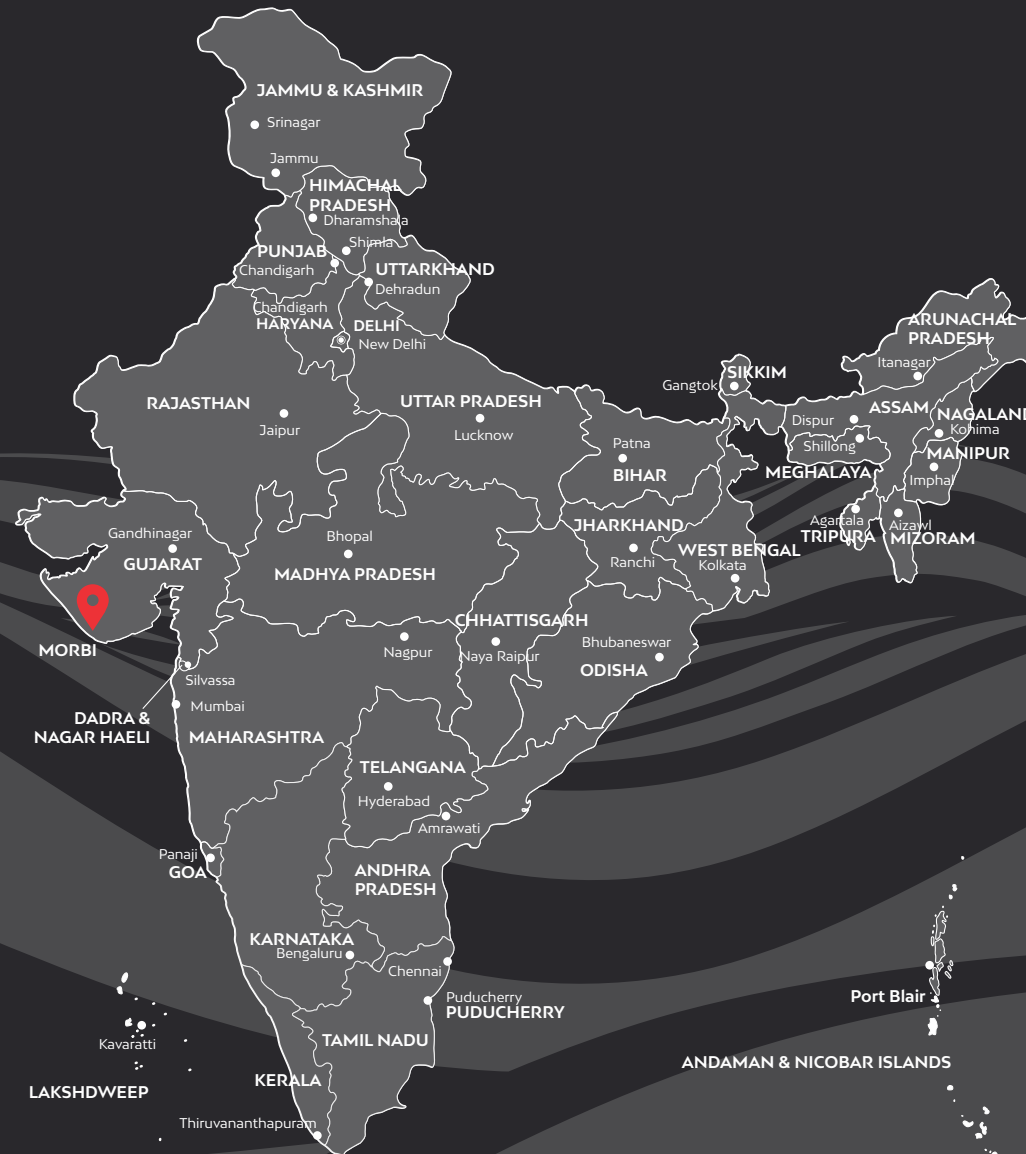 JAMMU & KASHMIR
Srinagar
Jammu
HIMACHAL
PRADESH
Dharamshala
Shimla
PUNJAB
Chandigarh
UTTARKHAND
Dehradun
Chandigarh
HARYANA
DELHI
New Delhi
ARUNACHAL
PRADESH
Itanagar
SIKKIM
Gangtok
RAJASTHAN
Jaipur
UTTAR PRADESH
Lucknow
ASSAM
Dispur
NAGALAND
Kohima
Shillong
MEGHALAYA
MANIPUR
Imphal
Patna
BIHAR
Agartala
TRIPURA
Aizawl
MIZORAM
Gandhinagar
GUJARAT
Bhopal
MADHYA PRADESH
JHARKHAND
Ranchi
WEST BENGAL
Kolkata
MORBI
CHHATTISGARH
Naya Raipur
Nagpur
Bhubaneswar
ODISHA
Silvassa
DADRA &
NAGAR HAELI
Mumbai
MAHARASHTRA
TELANGANA
Hyderabad
Amrawati
Panaji
GOA
ANDHRA
PRADESH
KARNATAKA
Bengaluru
Chennai
Puducherry
PUDUCHERRY
Port Blair
ANDAMAN & NICOBAR ISLANDS
Kavaratti
LAKSHDWEEP
TAMIL NADU
KERALA
Thiruvananthapuram